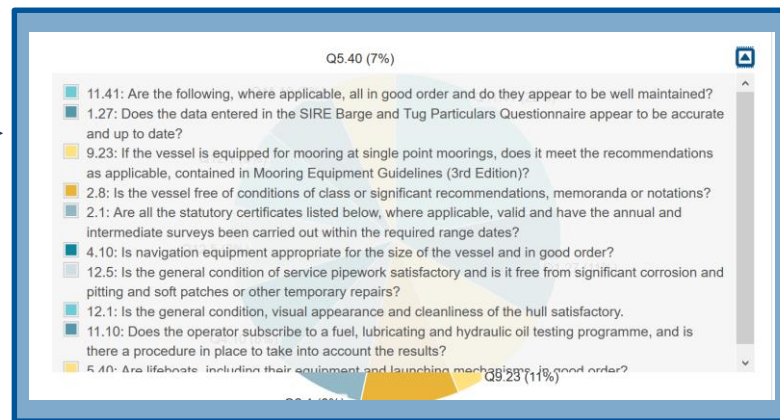 Q5.40 (7%)
11.41: Are the following, where applicable, all in good order and do they appear to be well maintained?
1.27: Does the data entered in the SIRE Barge and Tug Particulars Questionnaire appear to be accurate
and up to date?
9.23: If the vessel is equipped for mooring at single point moorings, does it meet the recommendations
as applicable, contained in Mooring Equipment Guidelines (3rd Edition)?
2.8: Is the vessel free of conditions of class or significant recommendations, memoranda or notations?
2.1: Are all the statutory certificates listed below, where applicable, valid and have the annual and
intermediate surveys been carried out within the required range dates?
4.10: Is navigation equipment appropriate for the size of the vessel and in good order?
12.5: Is the general condition of service pipework satisfactory and is it free from significant corrosion and
pitting and soft patches or other temporary repairs?
12.1: Is the general condition, visual appearance and cleanliness of the hull satisfactory.
11.10: Does the operator subscribe to a fuel, lubricating and hydraulic oil testing programme, and is
there a procedure in place to take into account the results?
5.40: Are lifeboats, including their equipment and launching mechanisms, in good order?
Q9.23 (11%)